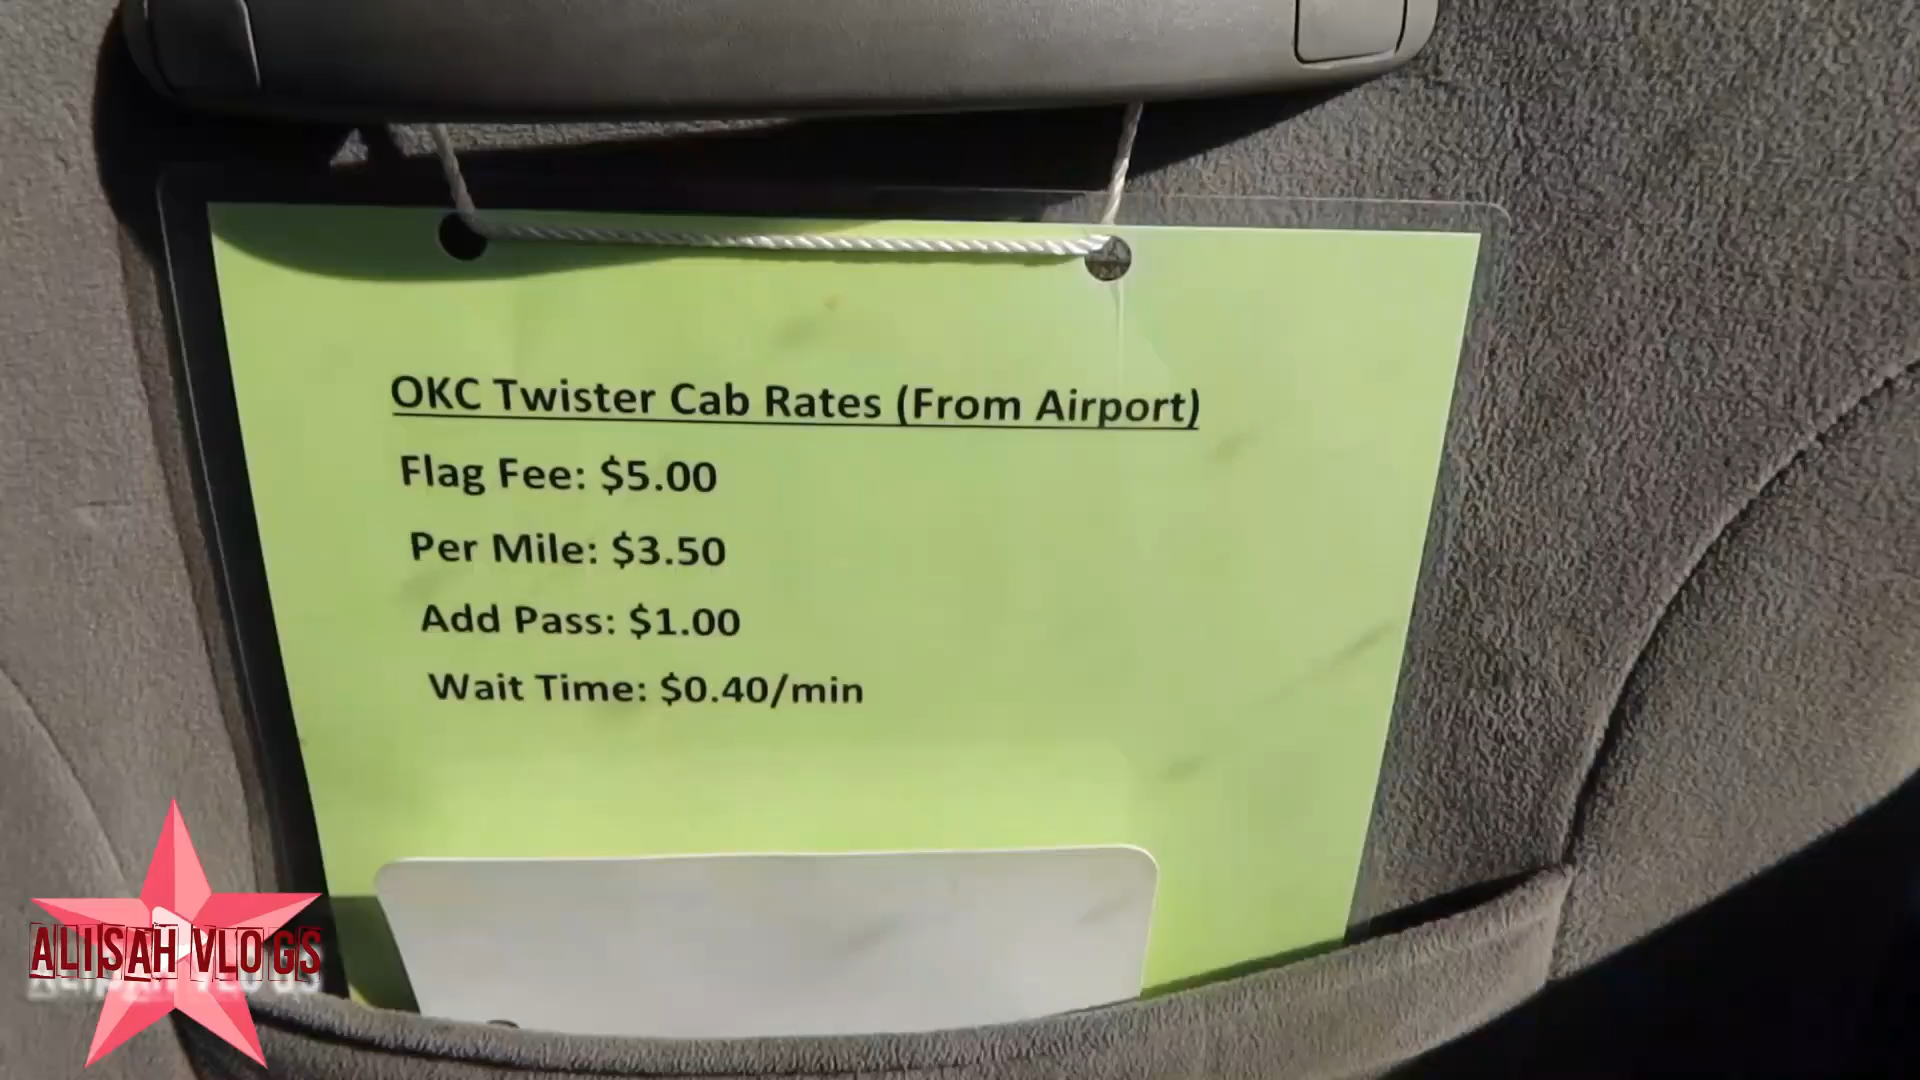 OKC Twister Cab Rates (From Airport)
Flag Fee: $5.00
Per Mile: $3.50
Add Pass: $1.00
Wait Time: $0.40/min
ALISAH VLOGS